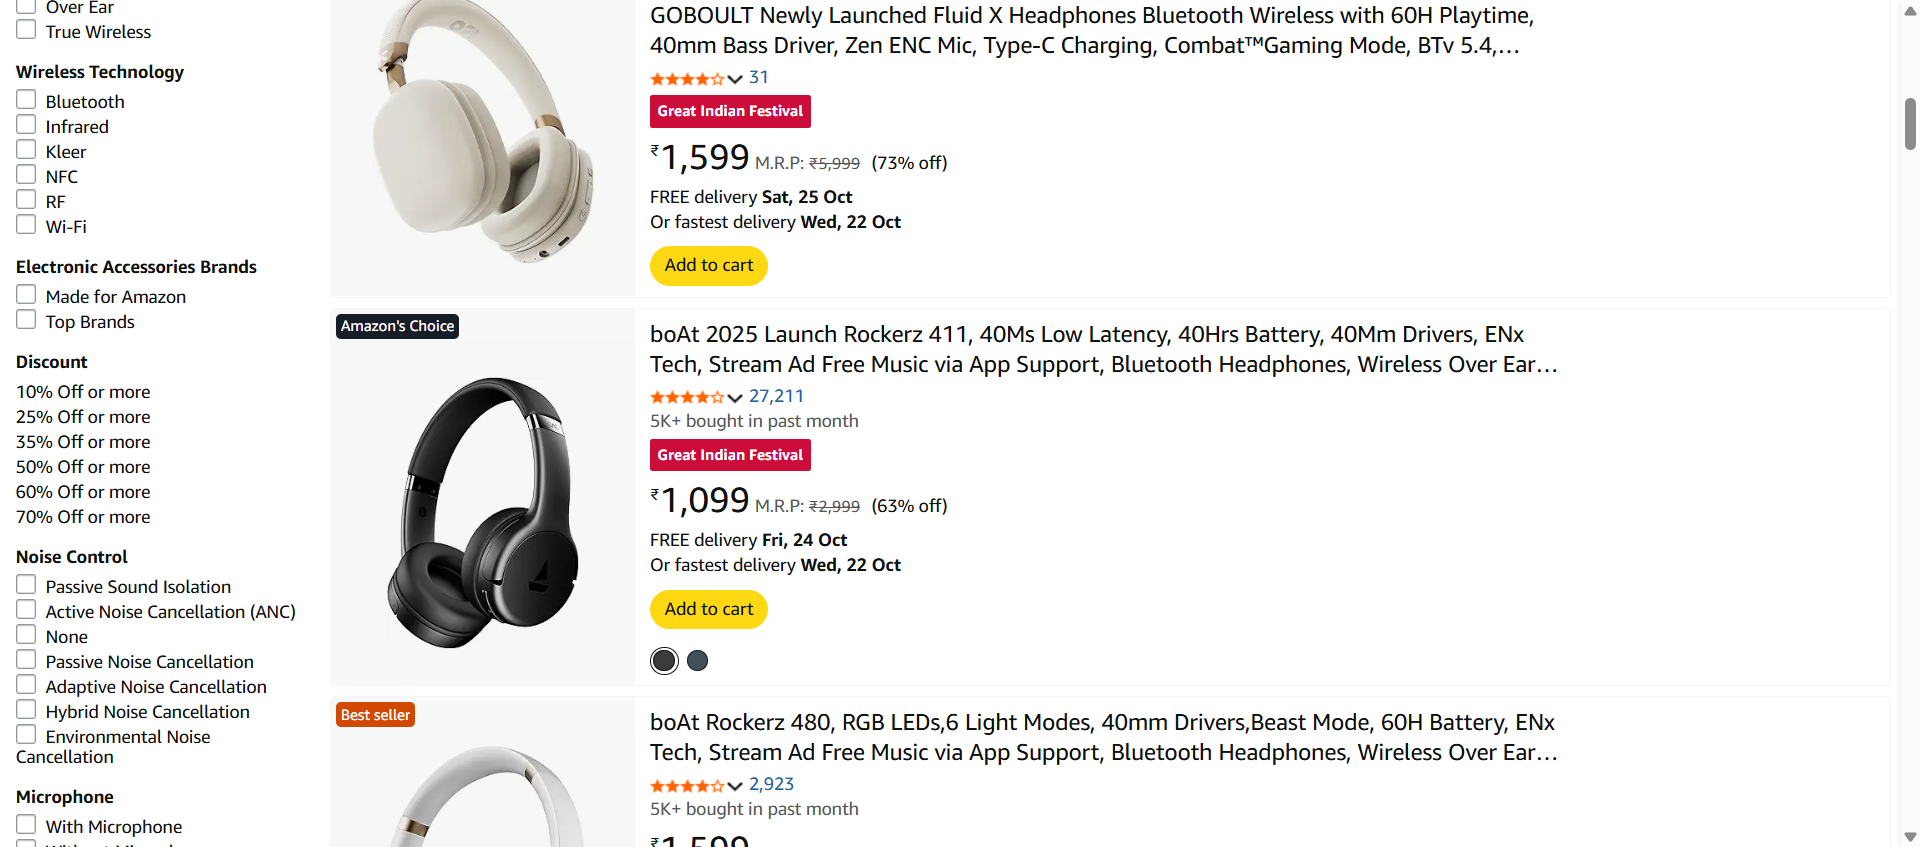 Over Ear
True Wireless
Wireless Technology
Bluetooth
Infrared
Kleer
NFC
RF
Wi-Fi
Electronic Accessories Brands
Made for Amazon
Top Brands
Discount
10% Off or more
25% Off or more
35% Off or more
50% Off or more
60% Off or more
70% Off or more
Noise Control
Passive Sound Isolation
Active Noise Cancellation (ANC)
None
Passive Noise Cancellation
Adaptive Noise Cancellation
Hybrid Noise Cancellation
Environmental Noise
Cancellation
Microphone
With Microphone
GOBOULT Newly Launched Fluid X Headphones Bluetooth Wireless with 60H Playtime,
40mm Bass Driver, Zen ENC Mic, Type-C Charging, Combat™Gaming Mode, BTv 5.4,…
31
Great Indian Festival
₹1,599 M.R.P: ₹5,999 (73% off)
FREE delivery Sat, 25 Oct
Or fastest delivery Wed, 22 Oct
Add to cart
Amazon's Choice
boAt 2025 Launch Rockerz 411, 40Ms Low Latency, 40Hrs Battery, 40Mm Drivers, ENx
Tech, Stream Ad Free Music via App Support, Bluetooth Headphones, Wireless Over Ear…
27,211
5K+ bought in past month
Great Indian Festival
₹1,099 M.R.P: ₹2,999 (63% off)
FREE delivery Fri, 24 Oct
Or fastest delivery Wed, 22 Oct
Add to cart
Best seller
boAt Rockerz 480, RGB LEDs,6 Light Modes, 40mm Drivers,Beast Mode, 60H Battery, ENx
Tech, Stream Ad Free Music via App Support, Bluetooth Headphones, Wireless Over Ear…
2,923
5K+ bought in past month
₹1,599